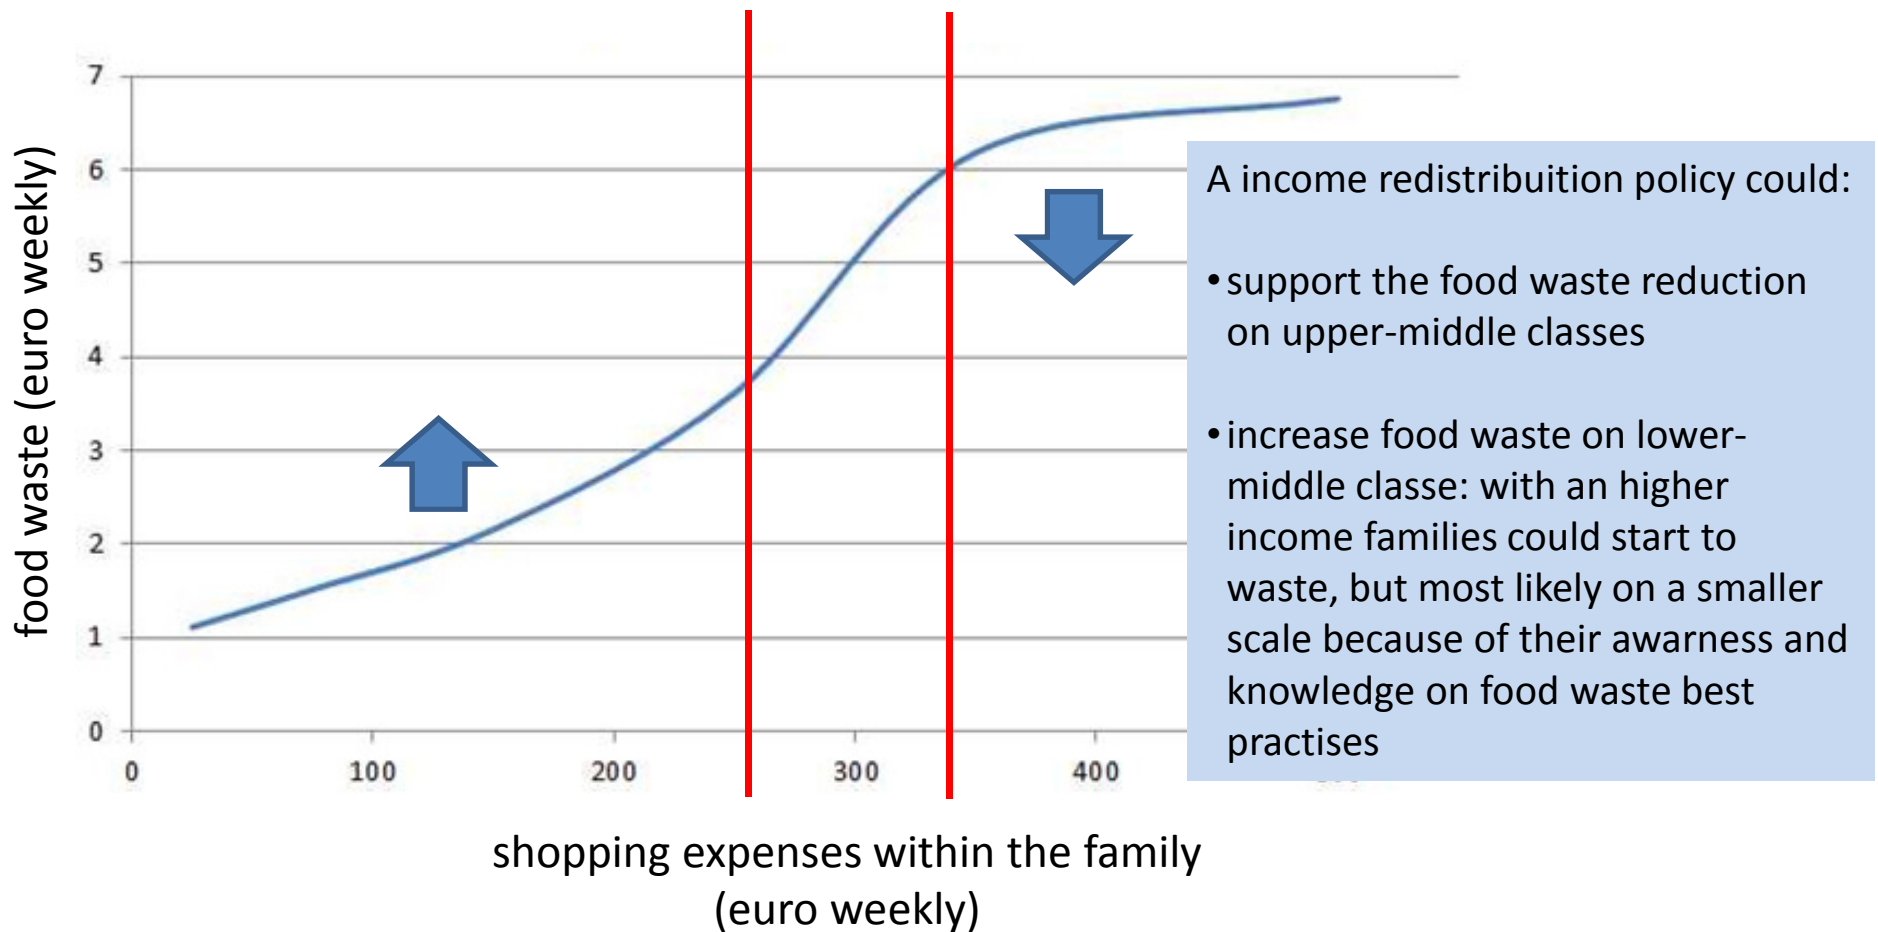 7
6
5
4
3
2
1
0
food waste (euro weekly)
0 100 200 300 400
shopping expenses within the family
(euro weekly)
A income redistribuition policy could:
•support the food waste reduction
on upper-middle classes
•increase food waste on lower-
middle classe: with an higher
income families could start to
waste, but most likely on a smaller
scale because of their awarness and
knowledge on food waste best
practises